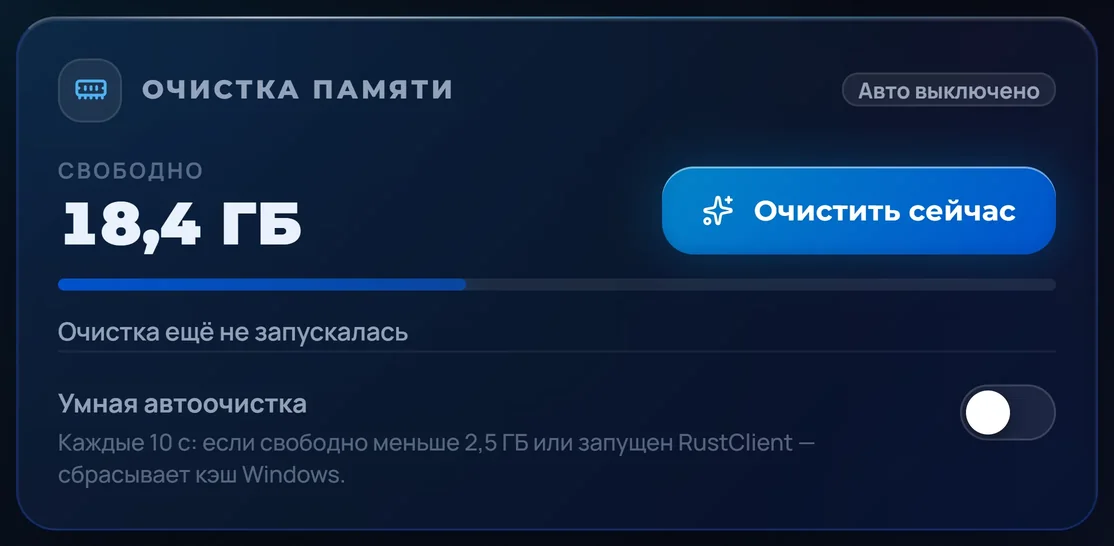 ОЧИСТКА ПАМЯТИ
Авто выключено
СВОБОДНО
18,4 ГБ
Очистить сейчас
Очистка ещё не запускалась
Умная автоочистка
Каждые 10 с: если свободно меньше 2,5 ГБ или запущен RustClient —
сбрасывает кэш Windows.